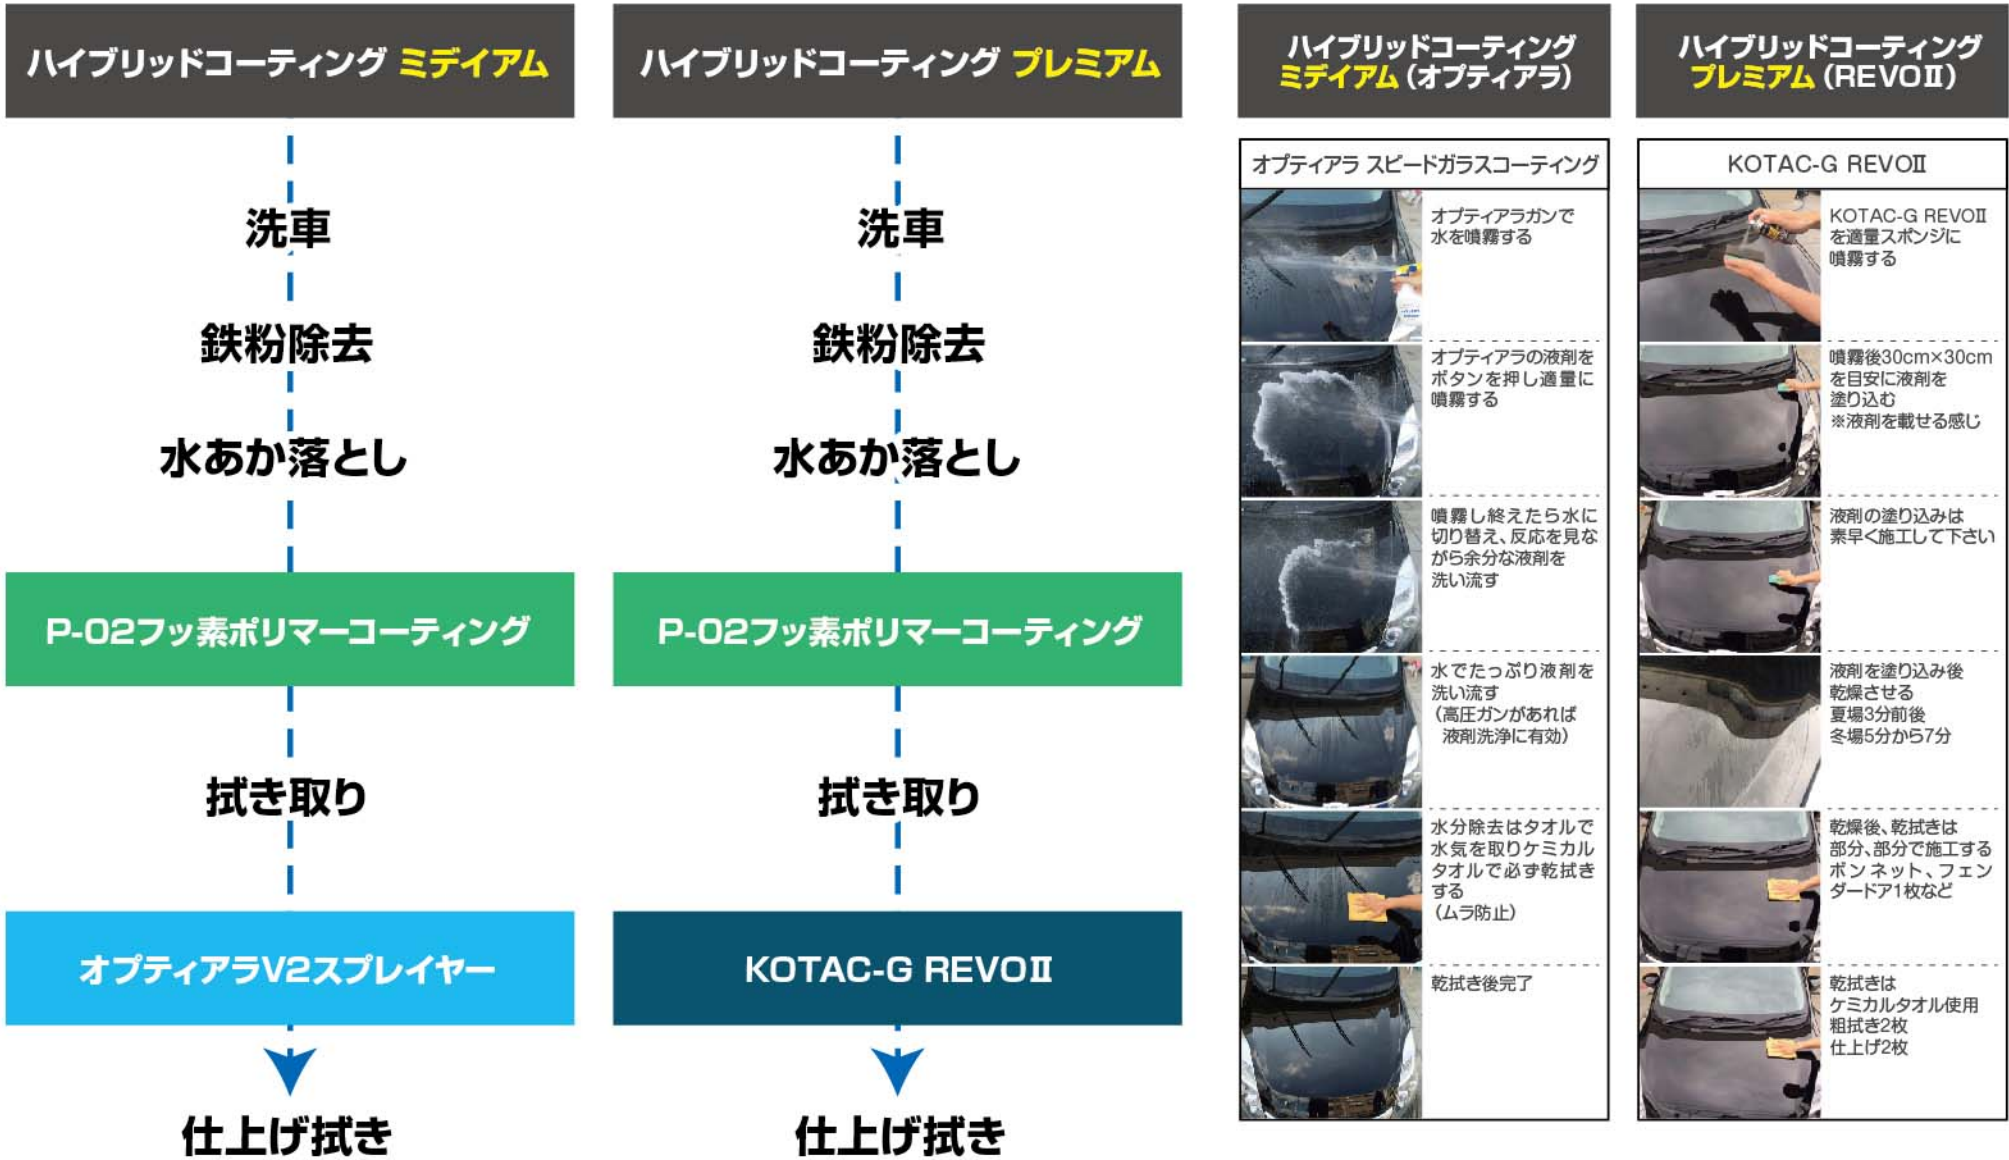 ハイブリッドコーティング ミデイアム
洗車
鉄粉除去
水あか落とし
P-02フッ素ポリマーコーティング
拭き取り
オプティアラV2スプレイヤー
仕上げ拭き
ハイブリッドコーティング プレミアム
洗車
鉄粉除去
水あか落とし
P-02フッ素ポリマーコーティング
拭き取り
KOTAC-G REVOⅡ
仕上げ拭き
ハイブリッドコーティング
ミデイアム(オプティアラ)
オプティアラ スピードガラスコーティング
オプティアラガンで
水を噴霧する
オプティアラの液剤を
ボタンを押し適量に
噴霧する
噴霧し終えたら水に
切り替え、反応を見な
がら余分な液剤を
洗い流す
水でたっぷり液剤を
洗い流す
(高圧ガンがあれば
液剤洗浄に有効)
水分除去はタオルで
水気を取りケミカル
タオルで必ず乾拭き
する
(ムラ防止)
乾拭き後完了
ハイブリッドコーティング
プレミアム(REVOⅡ)
KOTAC-G REVOⅡ
KOTAC-G REVOⅡ
を適量スポンジに
噴霧する
噴霧後30cm×30cm
を目安に液剤を
塗り込む
※液剤を載せる感じ
液剤の塗り込みは
素早く施工して下さい
液剤を塗り込み後
乾燥させる
夏場3分前後
冬場5分から7分
乾燥後、乾拭きは
部分、部分で施工する
ボンネット、フェン
ダードア1枚など
乾拭きは
ケミカルタオル使用
粗拭き2枚
仕上げ2枚